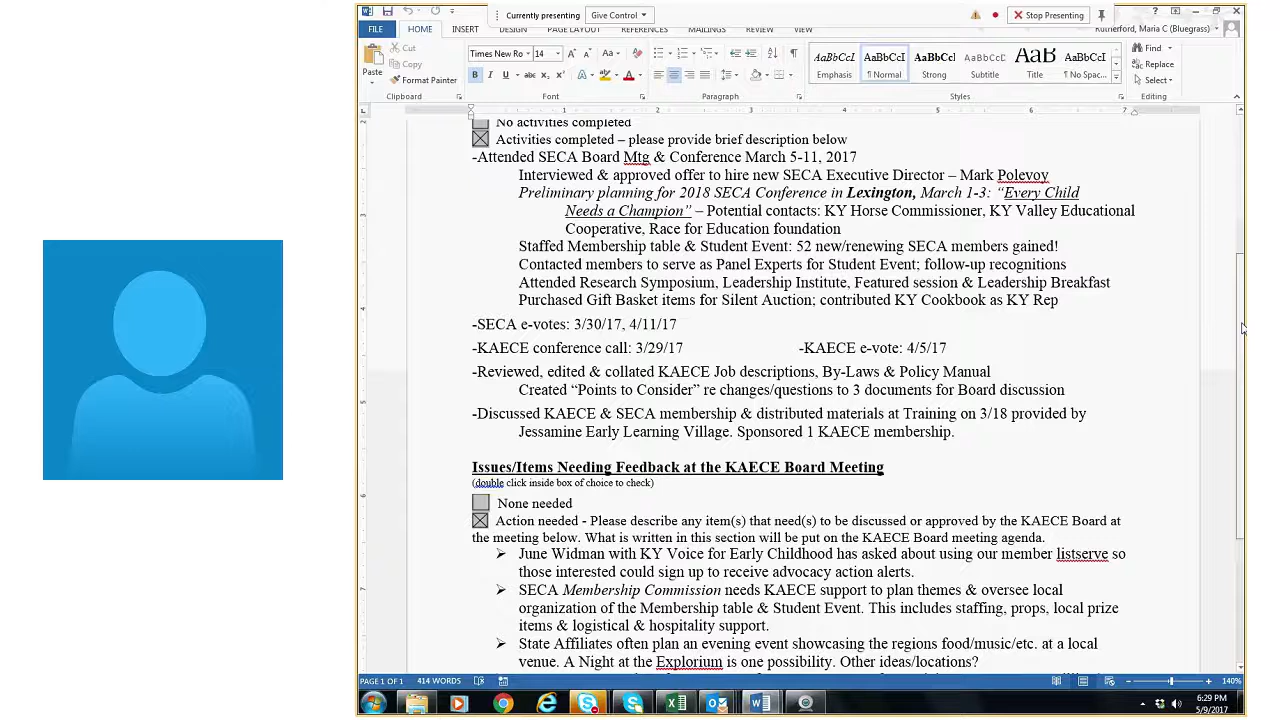 Currently presenting Give Control Stop Presenting
FILE HOME INSERT DESIGN PAGE LAYOUT REFERENCES MAILINGS REVIEW VIEW Rutherford, Maria C (Bluegrass)
Paste Cut Copy Format Painter
Times New Ro 14
Emphasis ¶ Normal Strong Subtitle Title ¶ No Spac...
Find Replace Select
Clipboard Font Paragraph Styles Editing
No activities completed
Activities completed – please provide brief description below
-Attended SECA Board Mtg & Conference March 5-11, 2017
Interviewed & approved offer to hire new SECA Executive Director – Mark Polevoy
Preliminary planning for 2018 SECA Conference in Lexington, March 1-3: “Every Child
Needs a Champion” – Potential contacts: KY Horse Commissioner, KY Valley Educational
Cooperative, Race for Education foundation
Staffed Membership table & Student Event: 52 new/renewing SECA members gained!
Contacted members to serve as Panel Experts for Student Event; follow-up recognitions
Attended Research Symposium, Leadership Institute, Featured session & Leadership Breakfast
Purchased Gift Basket items for Silent Auction; contributed KY Cookbook as KY Rep
-SECA e-votes: 3/30/17, 4/11/17
-KAECE conference call: 3/29/17 -KAECE e-vote: 4/5/17
-Reviewed, edited & collated KAECE Job descriptions, By-Laws & Policy Manual
Created “Points to Consider” re changes/questions to 3 documents for Board discussion
-Discussed KAECE & SECA membership & distributed materials at Training on 3/18 provided by
Jessamine Early Learning Village. Sponsored 1 KAECE membership.
Issues/Items Needing Feedback at the KAECE Board Meeting
(double click inside box of choice to check)
None needed
Action needed - Please describe any item(s) that need(s) to be discussed or approved by the KAECE Board at
the meeting below. What is written in this section will be put on the KAECE Board meeting agenda.
June Widman with KY Voice for Early Childhood has asked about using our member listserve so
those interested could sign up to receive advocacy action alerts.
SECA Membership Commission needs KAECE support to plan themes & oversee local
organization of the Membership table & Student Event. This includes staffing, props, local prize
items & logistical & hospitality support.
State Affiliates often plan an evening event showcasing the regions food/music/etc. at a local
venue. A Night at the Explorium is one possibility. Other ideas/locations?
PAGE 1 OF 1 414 WORDS 140%
6:29 PM
5/9/2017